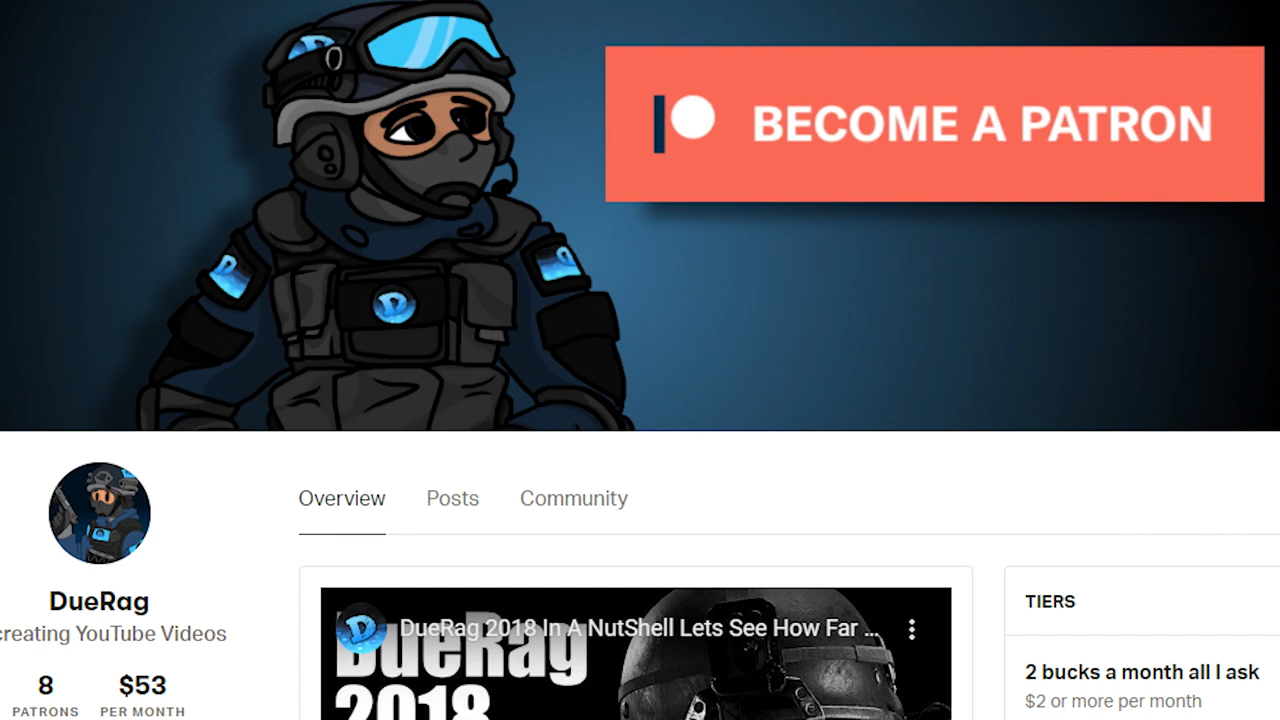 BECOME A PATRON
Overview Posts Community
DueRag
creating YouTube Videos
8 $53
PATRONS PER MONTH
D DueRag 2018 In A NutShell Lets See How Far ...
DueRag
2018
TIERS
2 bucks a month all I ask
$2 or more per month